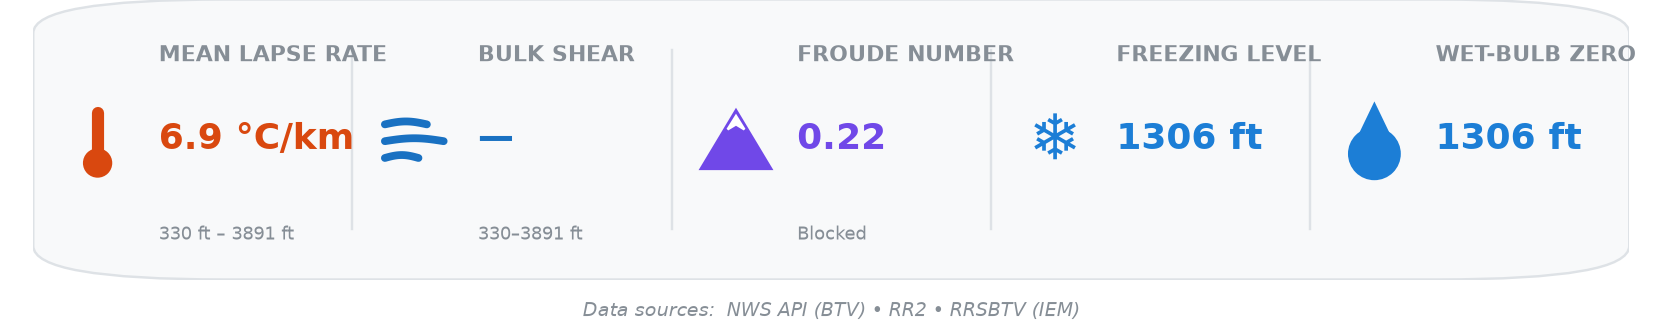 MEAN LAPSE RATE
6.9 °C/km
330 ft – 3891 ft
BULK SHEAR
—
330–3891 ft
FROUDE NUMBER
0.22
Blocked
FREEZING LEVEL
1306 ft
WET-BULB ZERO
1306 ft
Data sources: NWS API (BTV) • RR2 • RRSBTV (IEM)